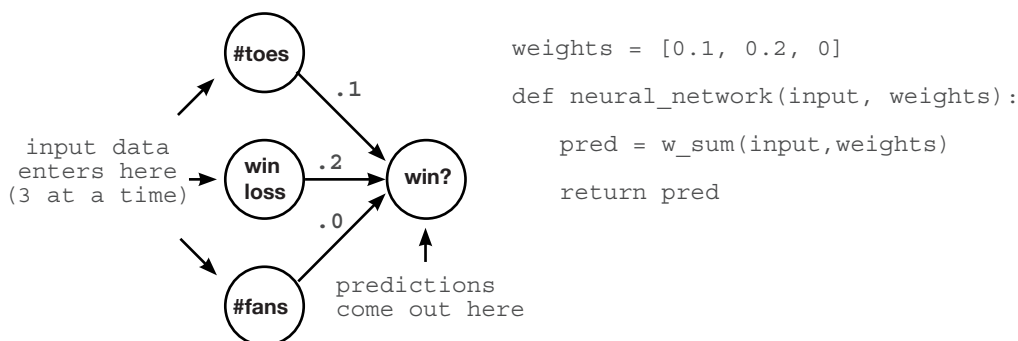 #toes
.1
input data
enters here
(3 at a time)
win
loss
.2
win?
.0
#fans
predictions
come out here
weights = [0.1, 0.2, 0]
def neural_network(input, weights):
pred = w_sum(input,weights)
return pred